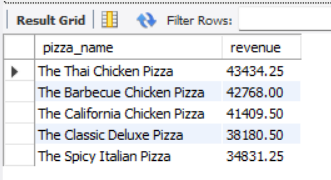 Result Grid Filter Rows:
pizza_name revenue
The Thai Chicken Pizza 43434.25
The Barbecue Chicken Pizza 42768.00
The California Chicken Pizza 41409.50
The Classic Deluxe Pizza 38180.50
The Spicy Italian Pizza 34831.25